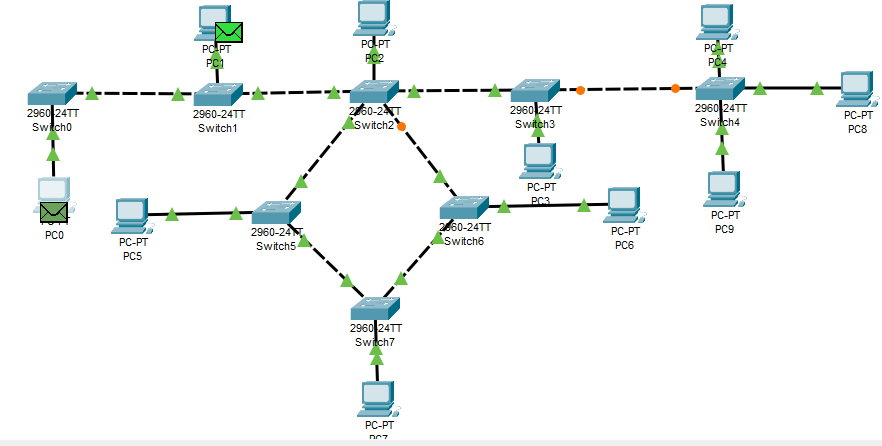 PC-PT
PC1
PC-PT
PC2
PC-PT
PC4
2960-24TT
Switch0
2960-24TT
Switch1
2960-24TT
Switch2
2960-24TT
Switch3
2960-24TT
Switch4
PC-PT
PC8
PC-PT
PC3
PC0
PC-PT
PC5
2960-24TT
Switch5
2960-24TT
Switch6
PC-PT
PC6
PC-PT
PC9
2960-24TT
Switch7
PC-PT
PC7